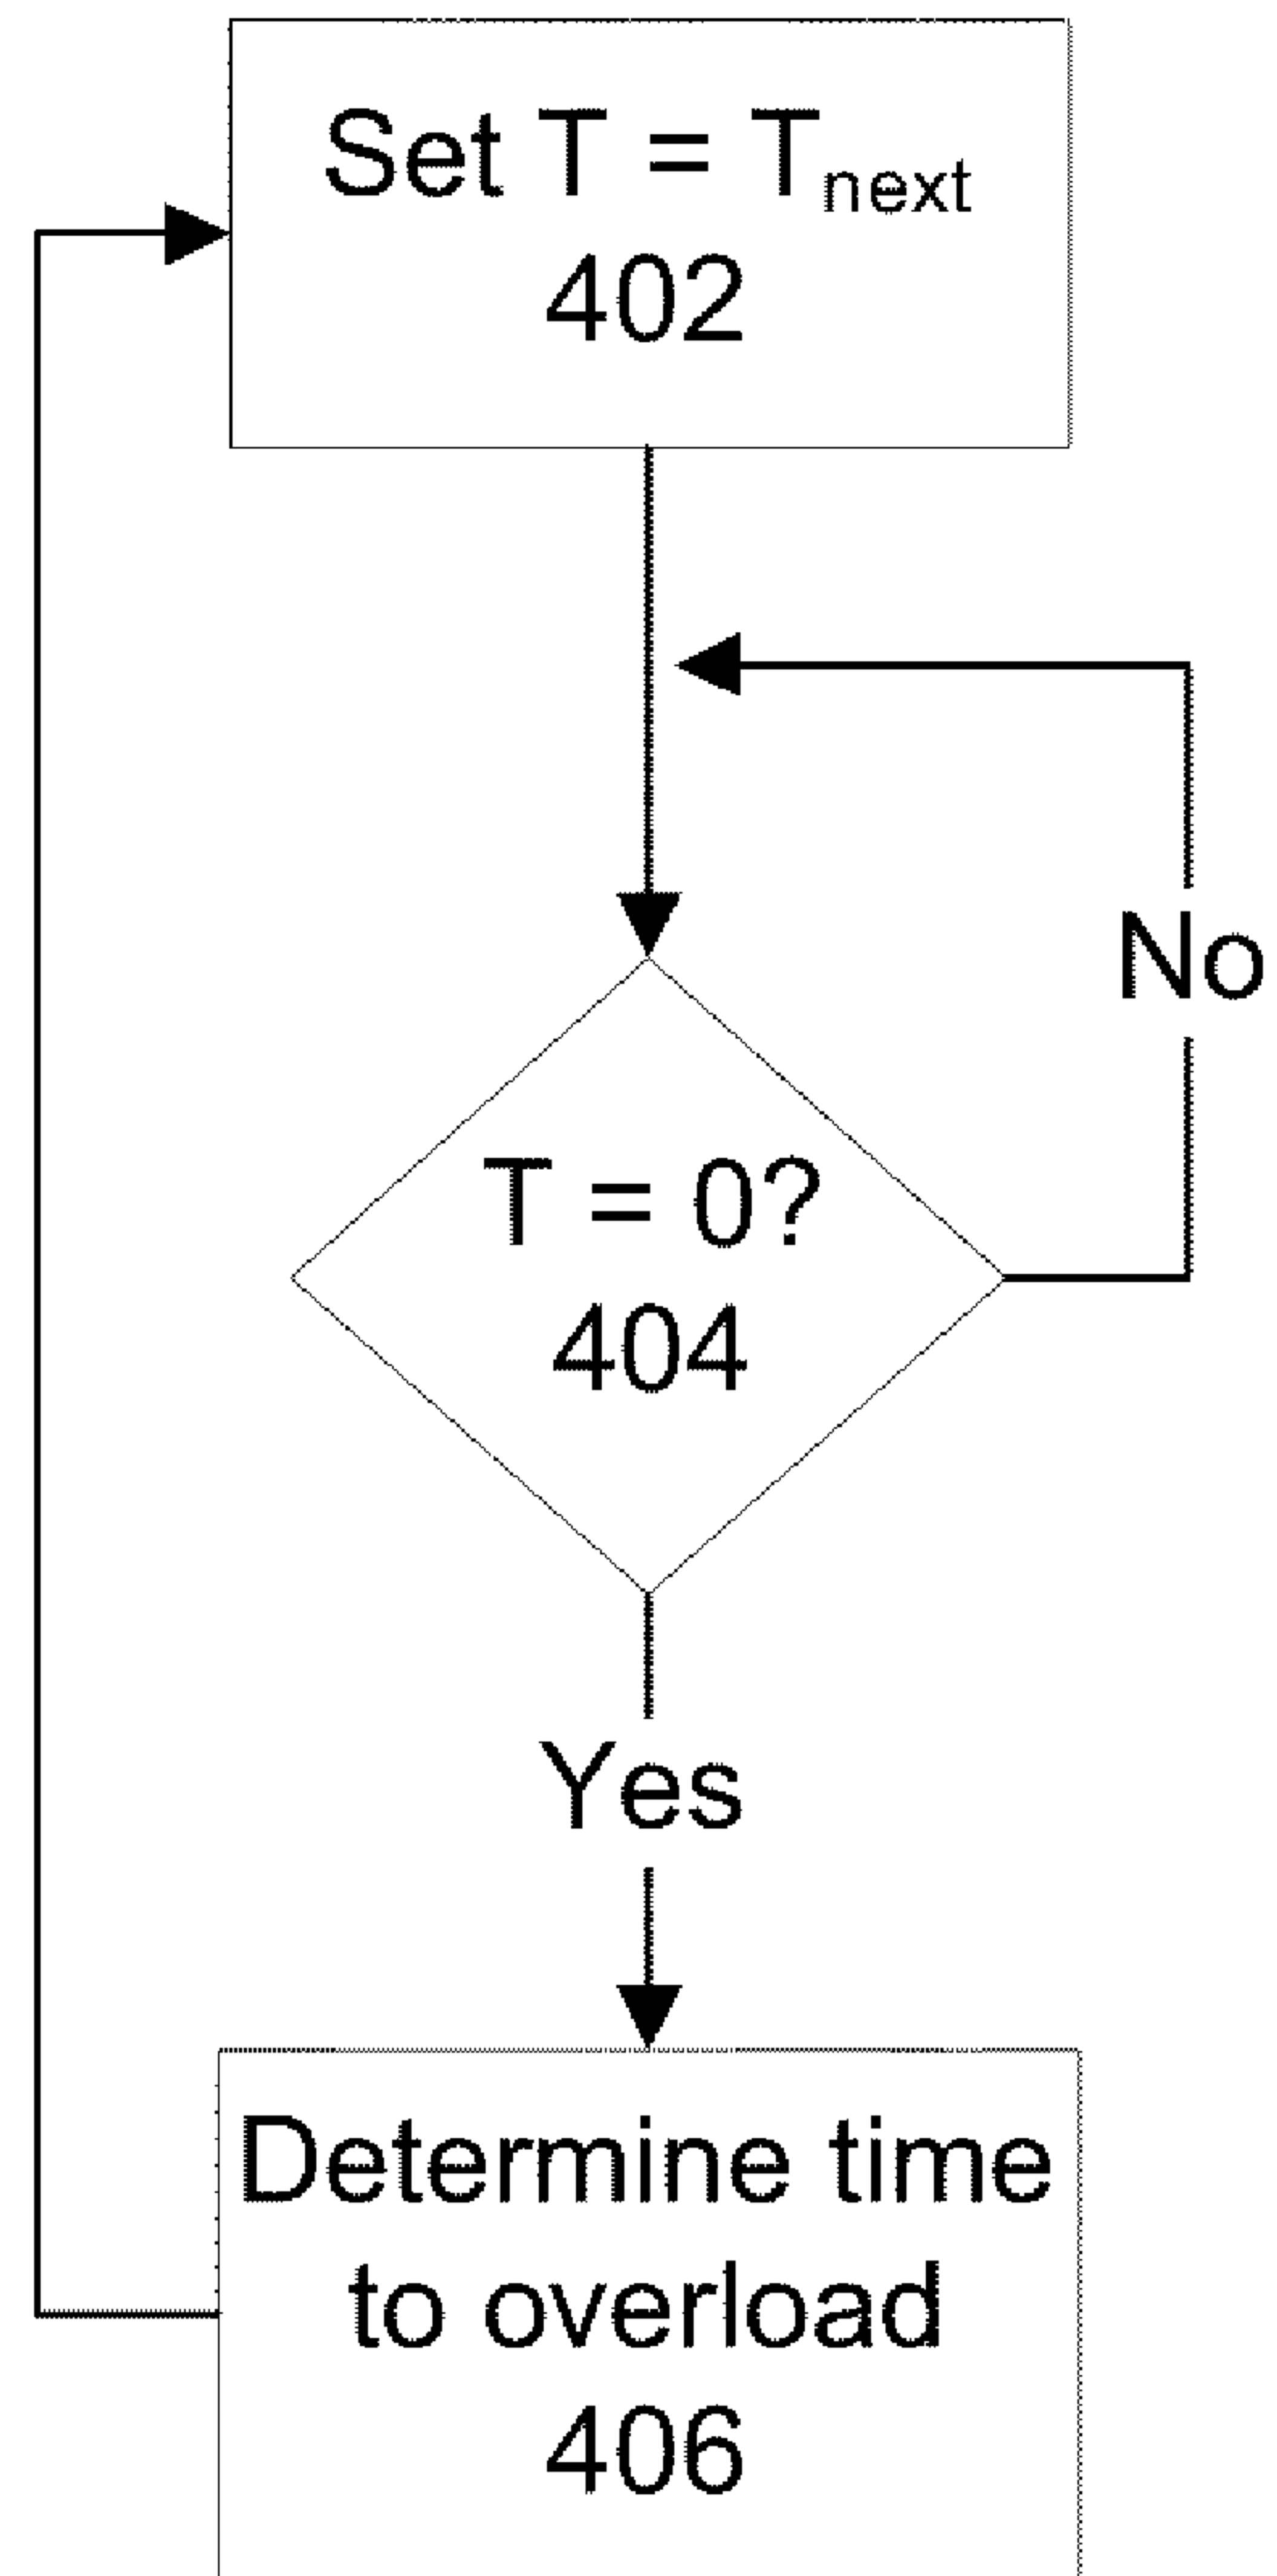 Set T = Tnext
402
No
T = 0?
404
Yes
Determine time
to overload
406